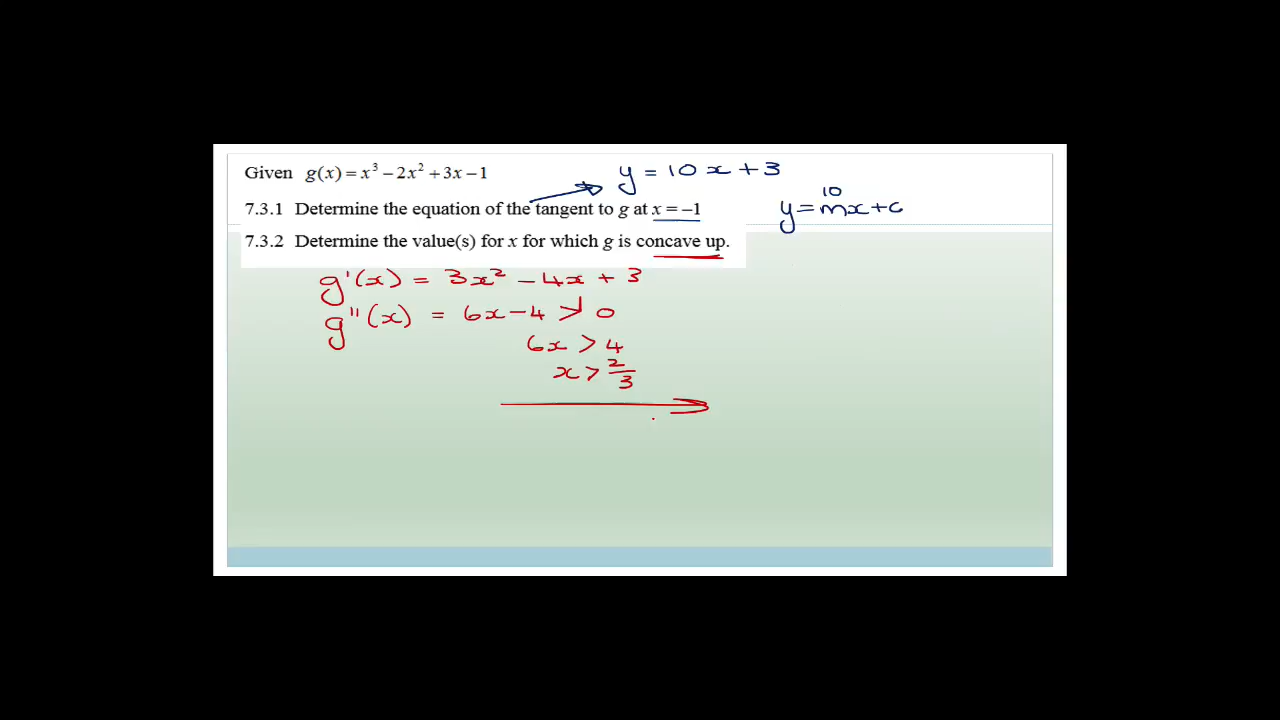 Given g(x) = x³ − 2x² + 3x − 1
y = 10x + 3
7.3.1 Determine the equation of the tangent to g at x = −1
10
y = mx + c
7.3.2 Determine the value(s) for x for which g is concave up.
g'(x) = 3x² − 4x + 3
g''(x) = 6x − 4 > 0
6x > 4
x > 2/3